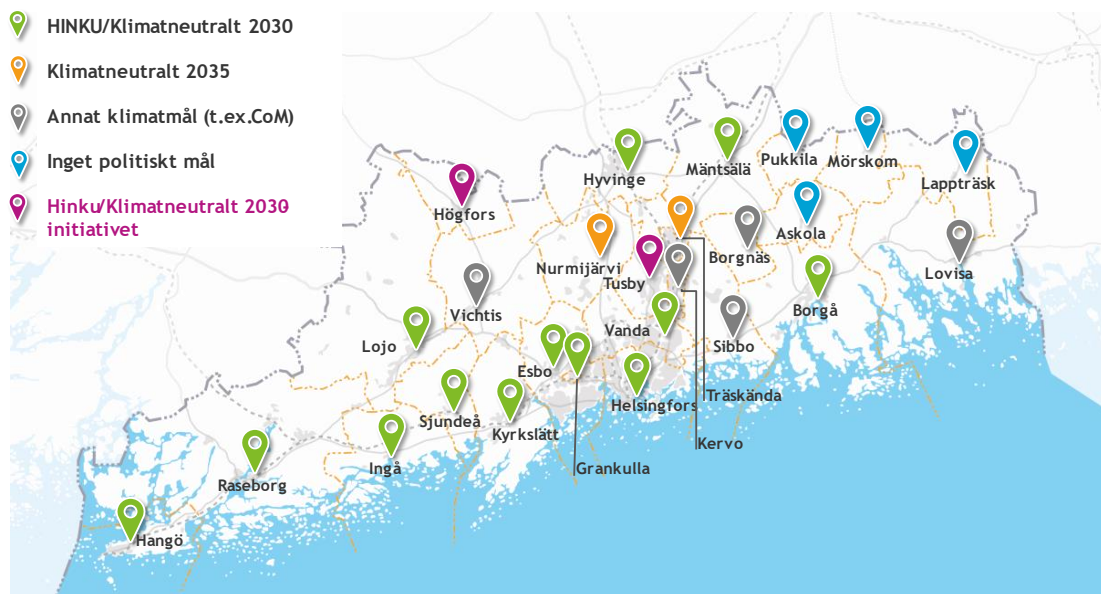 HINKU/Klimatneutralt 2030
Klimatneutralt 2035
Annat klimatmål (t.ex.CoM)
Inget politiskt mål
Hinku/Klimatneutralt 2030
initiativet
Högfors
Hyvinge
Mäntsälä
Pukkila
Mörskom
Lappträsk
Askola
Nurmijärvi
Tusby
Borgnäs
Lovisa
Vichtis
Borgå
Lojo
Vanda
Sibbo
Esbo
Sjundeå
Kyrkslätt
Helsingfors
Träskända
Kervo
Ingå
Grankulla
Raseborg
Hangö